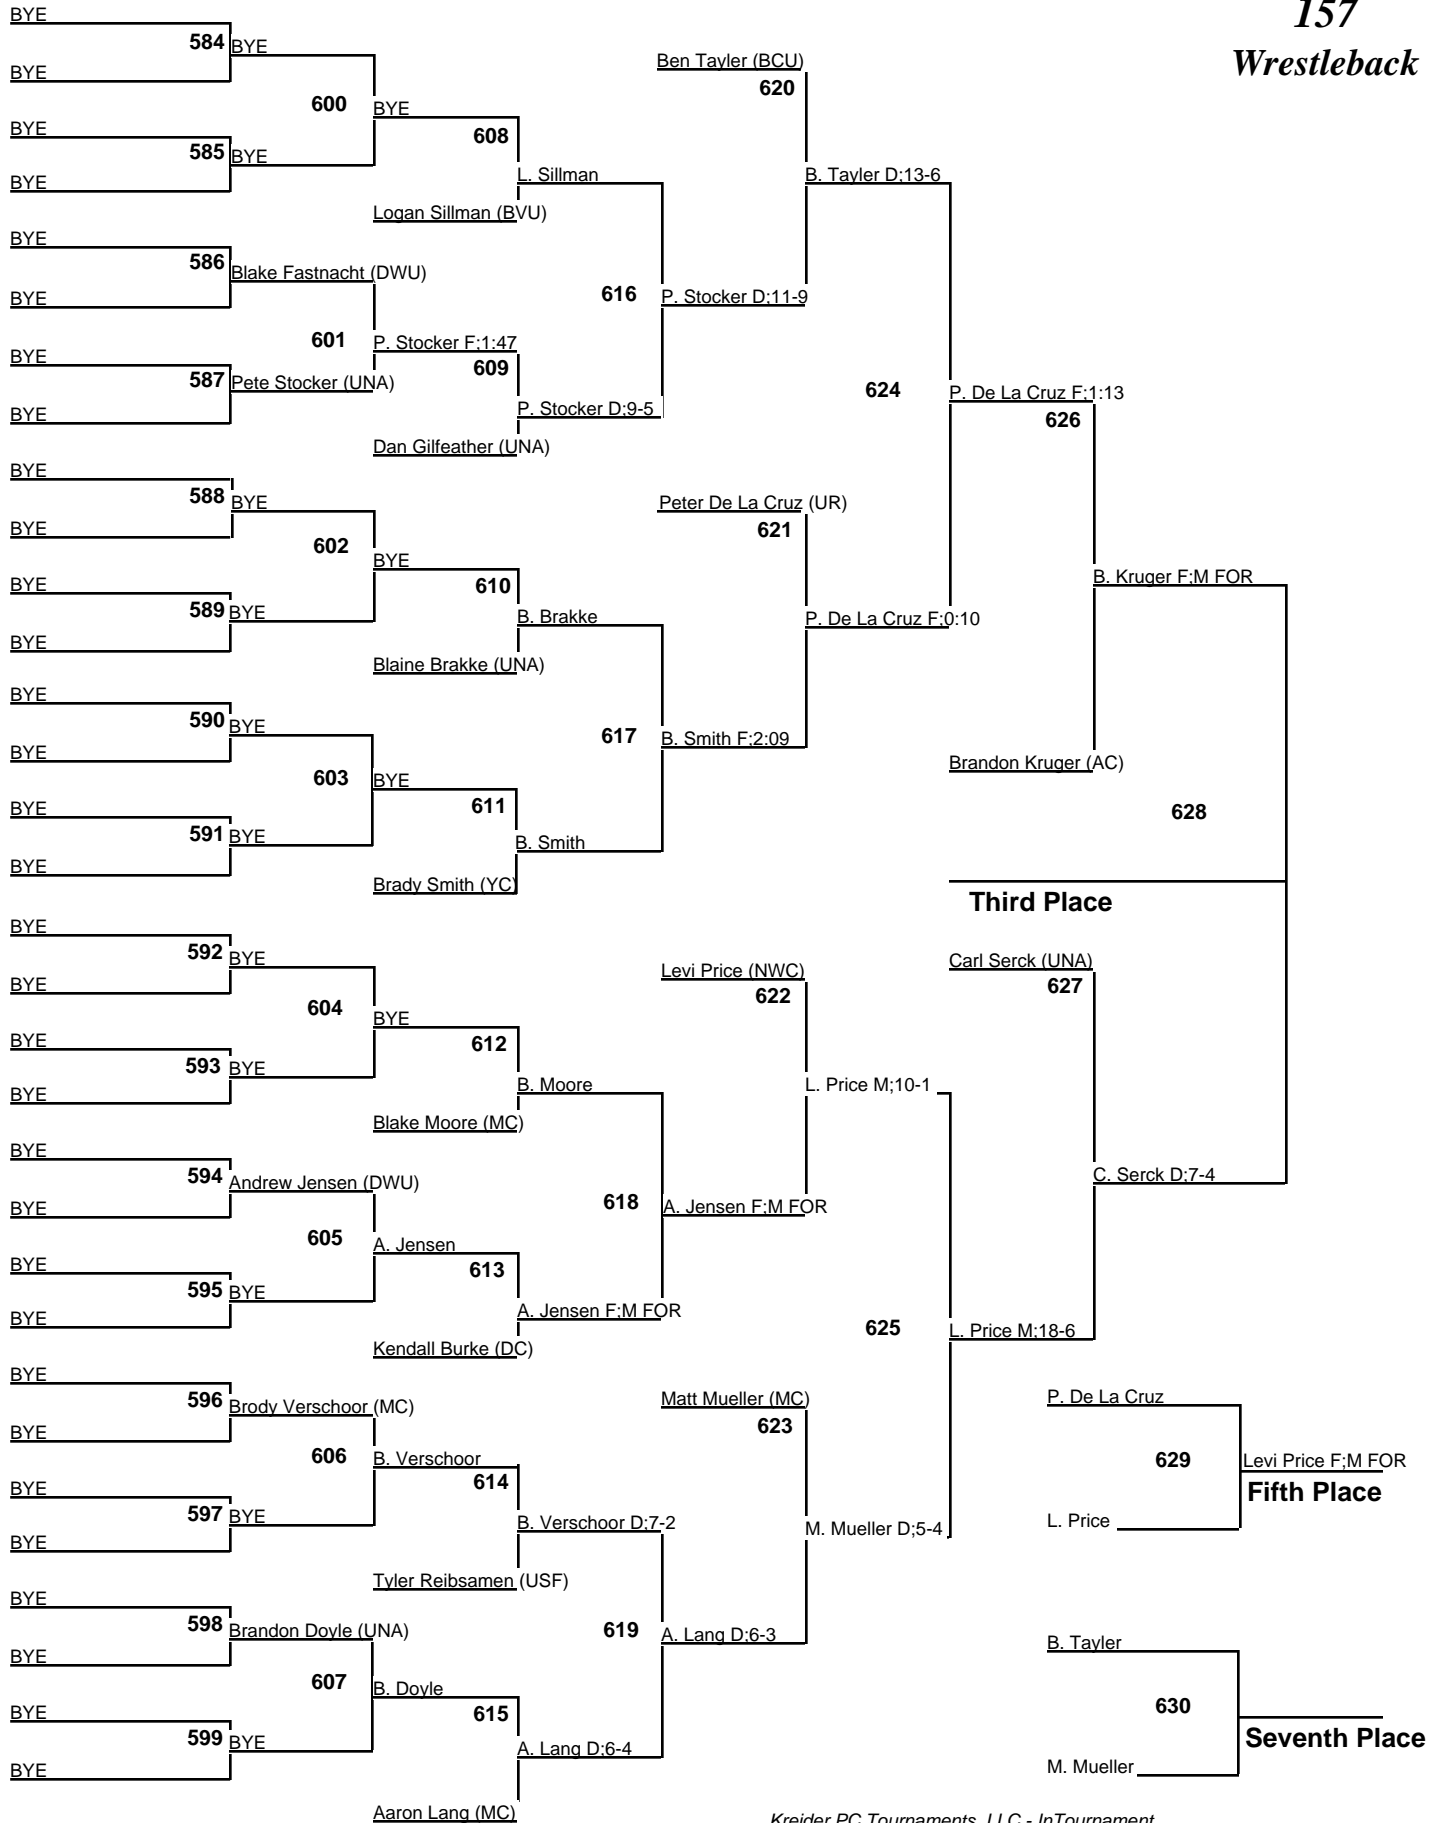 157
Wrestleback
BYE
584
BYE
BYE
600
BYE
585
BYE
BYE
BYE
608
L. Sillman
Logan Sillman (BVU)
BYE
586
Blake Fastnacht (DWU)
BYE
601
P. Stocker F;1:47
BYE
587
Pete Stocker (UNA)
BYE
609
P. Stocker D;9-5
Dan Gilfeather (UNA)
616
P. Stocker D;11-9
Ben Tayler (BCU)
620
B. Tayler D;13-6
BYE
588
BYE
BYE
602
BYE
BYE
589
BYE
BYE
610
B. Brakke
Blaine Brakke (UNA)
BYE
590
BYE
BYE
603
BYE
BYE
591
BYE
BYE
611
B. Smith
Brady Smith (YC)
617
B. Smith F;2:09
Peter De La Cruz (UR)
621
P. De La Cruz F;0:10
624
P. De La Cruz F;1:13
626
B. Kruger F;M FOR
Brandon Kruger (AC)
628
Third Place
BYE
592
BYE
BYE
604
BYE
BYE
593
BYE
BYE
612
B. Moore
Blake Moore (MC)
BYE
594
Andrew Jensen (DWU)
BYE
605
A. Jensen
BYE
595
BYE
BYE
613
A. Jensen F;M FOR
Kendall Burke (DC)
618
A. Jensen F;M FOR
Levi Price (NWC)
622
L. Price M;10-1
Carl Serck (UNA)
627
C. Serck D;7-4
625
L. Price M;18-6
BYE
596
Brody Verschoor (MC)
BYE
606
B. Verschoor
BYE
597
BYE
BYE
614
B. Verschoor D;7-2
Tyler Reibsamen (USF)
BYE
598
Brandon Doyle (UNA)
BYE
607
B. Doyle
BYE
599
BYE
BYE
615
A. Lang D;6-4
Aaron Lang (MC)
619
A. Lang D;6-3
Matt Mueller (MC)
623
M. Mueller D;5-4
P. De La Cruz
629
Levi Price F;M FOR
Fifth Place
L. Price
B. Tayler
630
Seventh Place
M. Mueller
Kreider PC Tournaments, LLC - InTournament